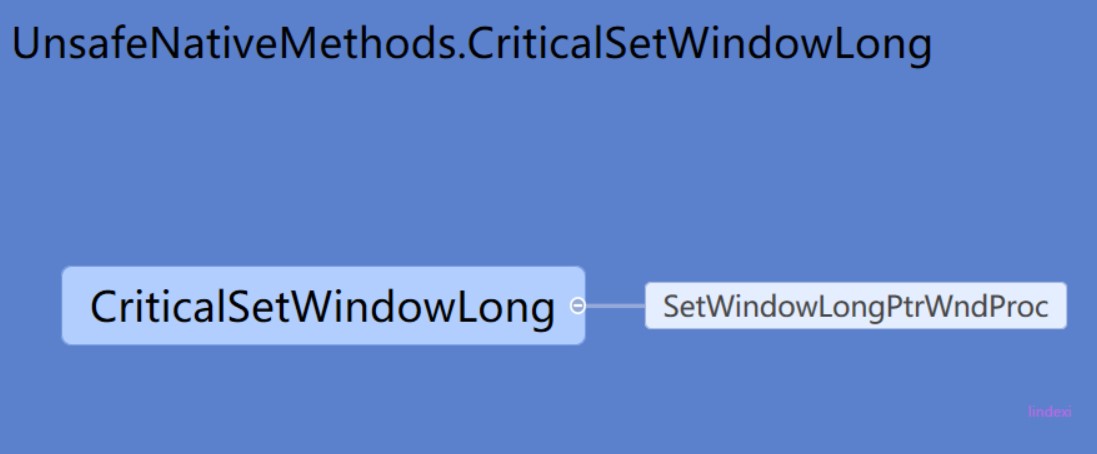 UnsafeNativeMethods.CriticalSetWindowLong
CriticalSetWindowLong
SetWindowLongPtrWndProc
lindexi